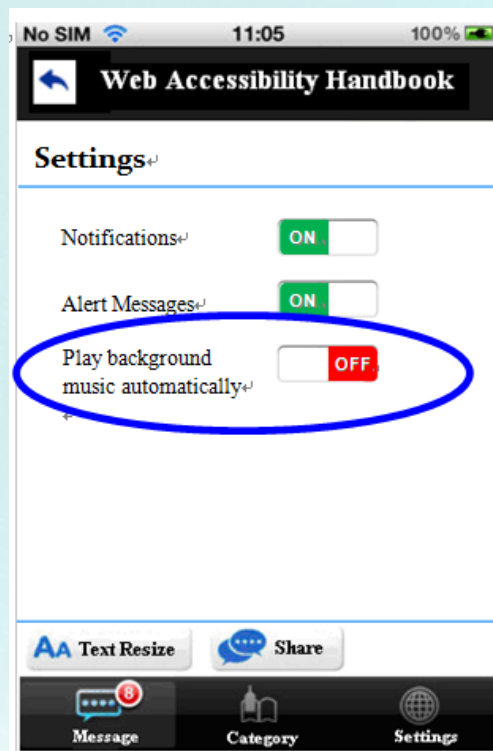 No SIM 11:05 100%
Web Accessibility Handbook
Settings
Notifications ON
Alert Messages ON
Play background
music automatically OFF
AA Text Resize Share
8
Message Category Settings